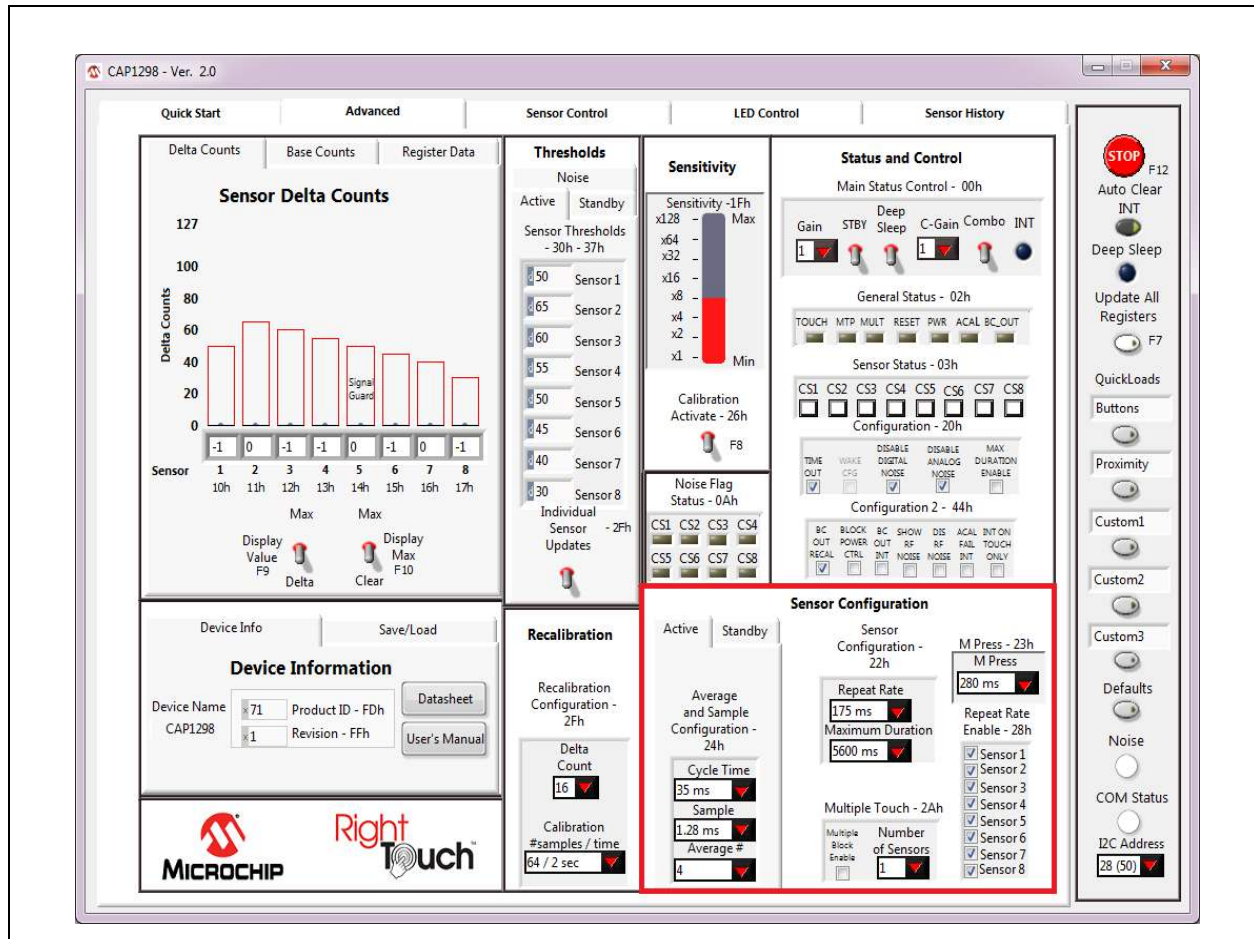 CAP1298 - Ver. 2.0
Quick Start
Advanced
Sensor Control
LED Control
Sensor History
Delta Counts
Base Counts
Register Data
Sensor Delta Counts
Delta Counts
127
100
80
60
40
20
0
Signal
Guard
-1 0 -1 -1 0 -1 0 -1
Sensor 1 2 3 4 5 6 7 8
10h 11h 12h 13h 14h 15h 16h 17h
Max
Display
Value
F9
Delta
Max
Display
Max
F10
Clear
Device Info
Save/Load
Device Information
Device Name
CAP1298
x 71 Product ID - FDh
x 1 Revision - FFh
Datasheet
User's Manual
MICROCHIP
Right
Touch
Thresholds
Noise
Active
Standby
Sensor Thresholds
- 30h - 37h
d 50 Sensor 1
d 65 Sensor 2
d 60 Sensor 3
d 55 Sensor 4
d 50 Sensor 5
d 45 Sensor 6
d 40 Sensor 7
d 30 Sensor 8
Individual
Sensor - 2Fh
Updates
Recalibration
Recalibration
Configuration -
2Fh
Delta
Count
16
Calibration
#samples / time
64 / 2 sec
Sensitivity
Sensitivity -1Fh
x128 Max
x64
x32
x16
x8
x4
x2
x1 Min
Calibration
Activate - 26h
F8
Noise Flag
Status - 0Ah
CS1 CS2 CS3 CS4
CS5 CS6 CS7 CS8
Status and Control
Main Status Control - 00h
Gain
1
STBY
Deep
Sleep
C-Gain
1
Combo
INT
General Status - 02h
TOUCH MTP MULT RESET PWR ACAL BC_OUT
Sensor Status - 03h
CS1 CS2 CS3 CS4 CS5 CS6 CS7 CS8
Configuration - 20h
TIME
OUT
WAKE
CFG
DISABLE
DIGITAL
NOISE
DISABLE
ANALOG
NOISE
MAX
DURATION
ENABLE
Configuration 2 - 44h
BC
OUT
RECAL
BLOCK
POWER
CTRL
BC
OUT
INT
SHOW
RF
NOISE
DIS
RF
NOISE
ACAL
FAIL
INT
INT ON
TOUCH
ONLY
Sensor Configuration
Active
Standby
Average
and Sample
Configuration -
24h
Cycle Time
35 ms
Sample
1.28 ms
Average #
4
Sensor
Configuration -
22h
Repeat Rate
175 ms
Maximum Duration
5600 ms
Multiple Touch - 2Ah
Multiple
Block
Enable
Number
of Sensors
1
M Press - 23h
M Press
280 ms
Repeat Rate
Enable - 28h
Sensor 1
Sensor 2
Sensor 3
Sensor 4
Sensor 5
Sensor 6
Sensor 7
Sensor 8
STOP
F12
Auto Clear
INT
Deep Sleep
Update All
Registers
F7
QuickLoads
Buttons
Proximity
Custom1
Custom2
Custom3
Defaults
Noise
COM Status
I2C Address
28 (50)